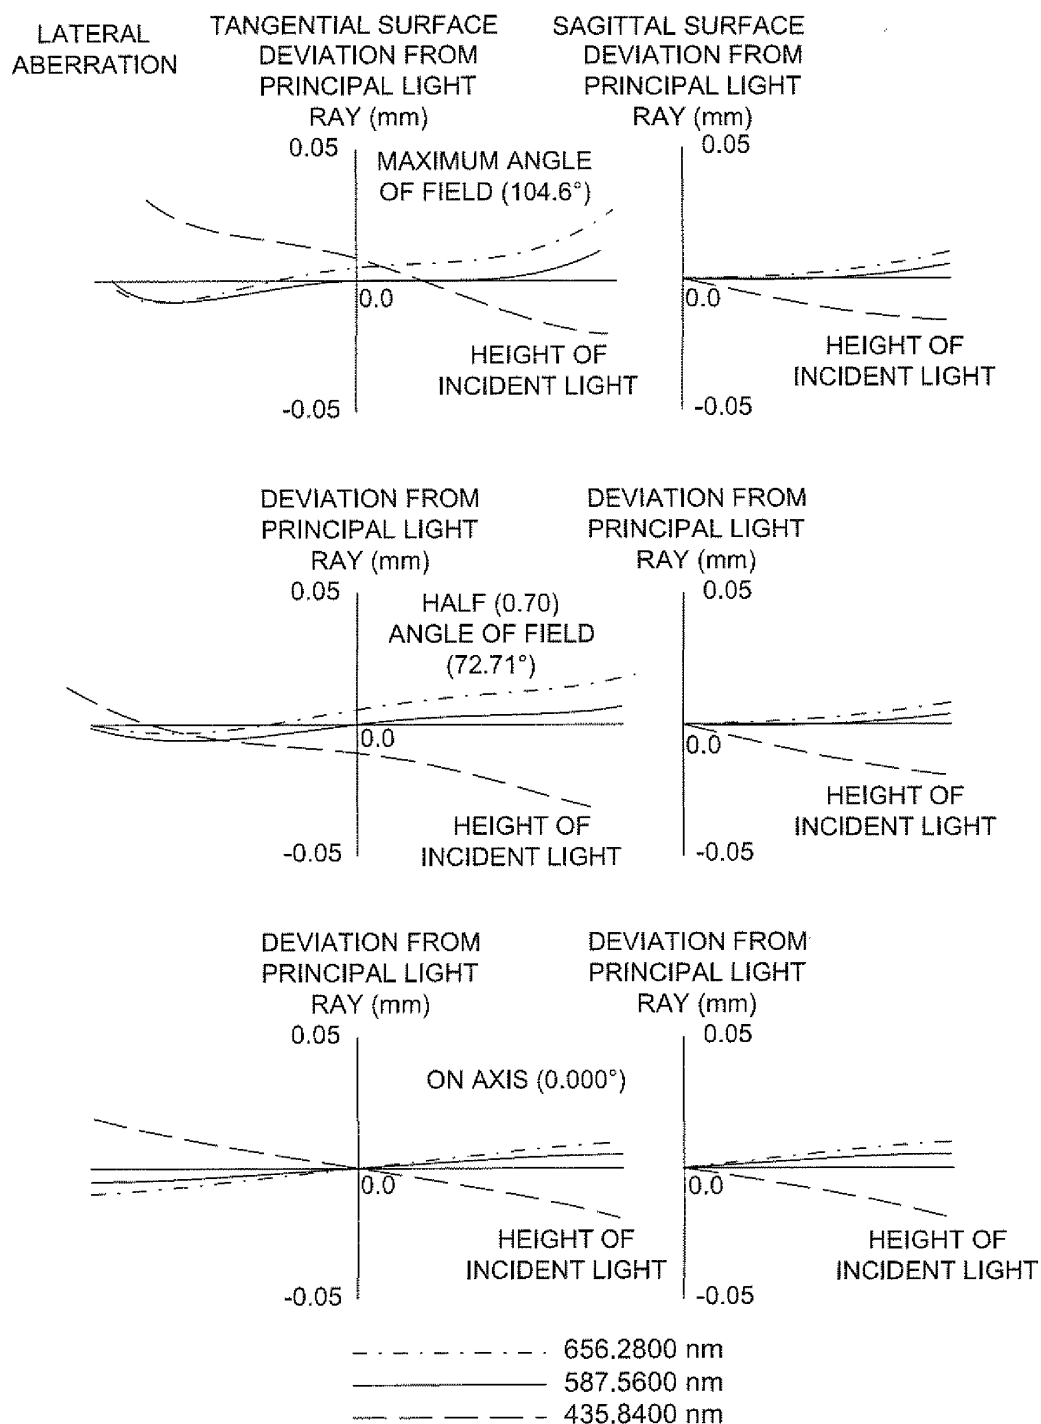 LATERAL
ABERRATION
TANGENTIAL SURFACE
DEVIATION FROM
PRINCIPAL LIGHT
RAY (mm)
SAGITTAL SURFACE
DEVIATION FROM
PRINCIPAL LIGHT
RAY (mm)
0.05
MAXIMUM ANGLE
OF FIELD (104.6°)
0.0
HEIGHT OF
INCIDENT LIGHT
-0.05
0.05
0.0
HEIGHT OF
INCIDENT LIGHT
-0.05
DEVIATION FROM
PRINCIPAL LIGHT
RAY (mm)
0.05
HALF (0.70)
ANGLE OF FIELD
(72.71°)
0.0
HEIGHT OF
INCIDENT LIGHT
-0.05
DEVIATION FROM
PRINCIPAL LIGHT
RAY (mm)
0.05
0.0
HEIGHT OF
INCIDENT LIGHT
-0.05
DEVIATION FROM
PRINCIPAL LIGHT
RAY (mm)
0.05
ON AXIS (0.000°)
0.0
HEIGHT OF
INCIDENT LIGHT
-0.05
DEVIATION FROM
PRINCIPAL LIGHT
RAY (mm)
0.05
0.0
HEIGHT OF
INCIDENT LIGHT
-0.05
656.2800 nm
587.5600 nm
435.8400 nm